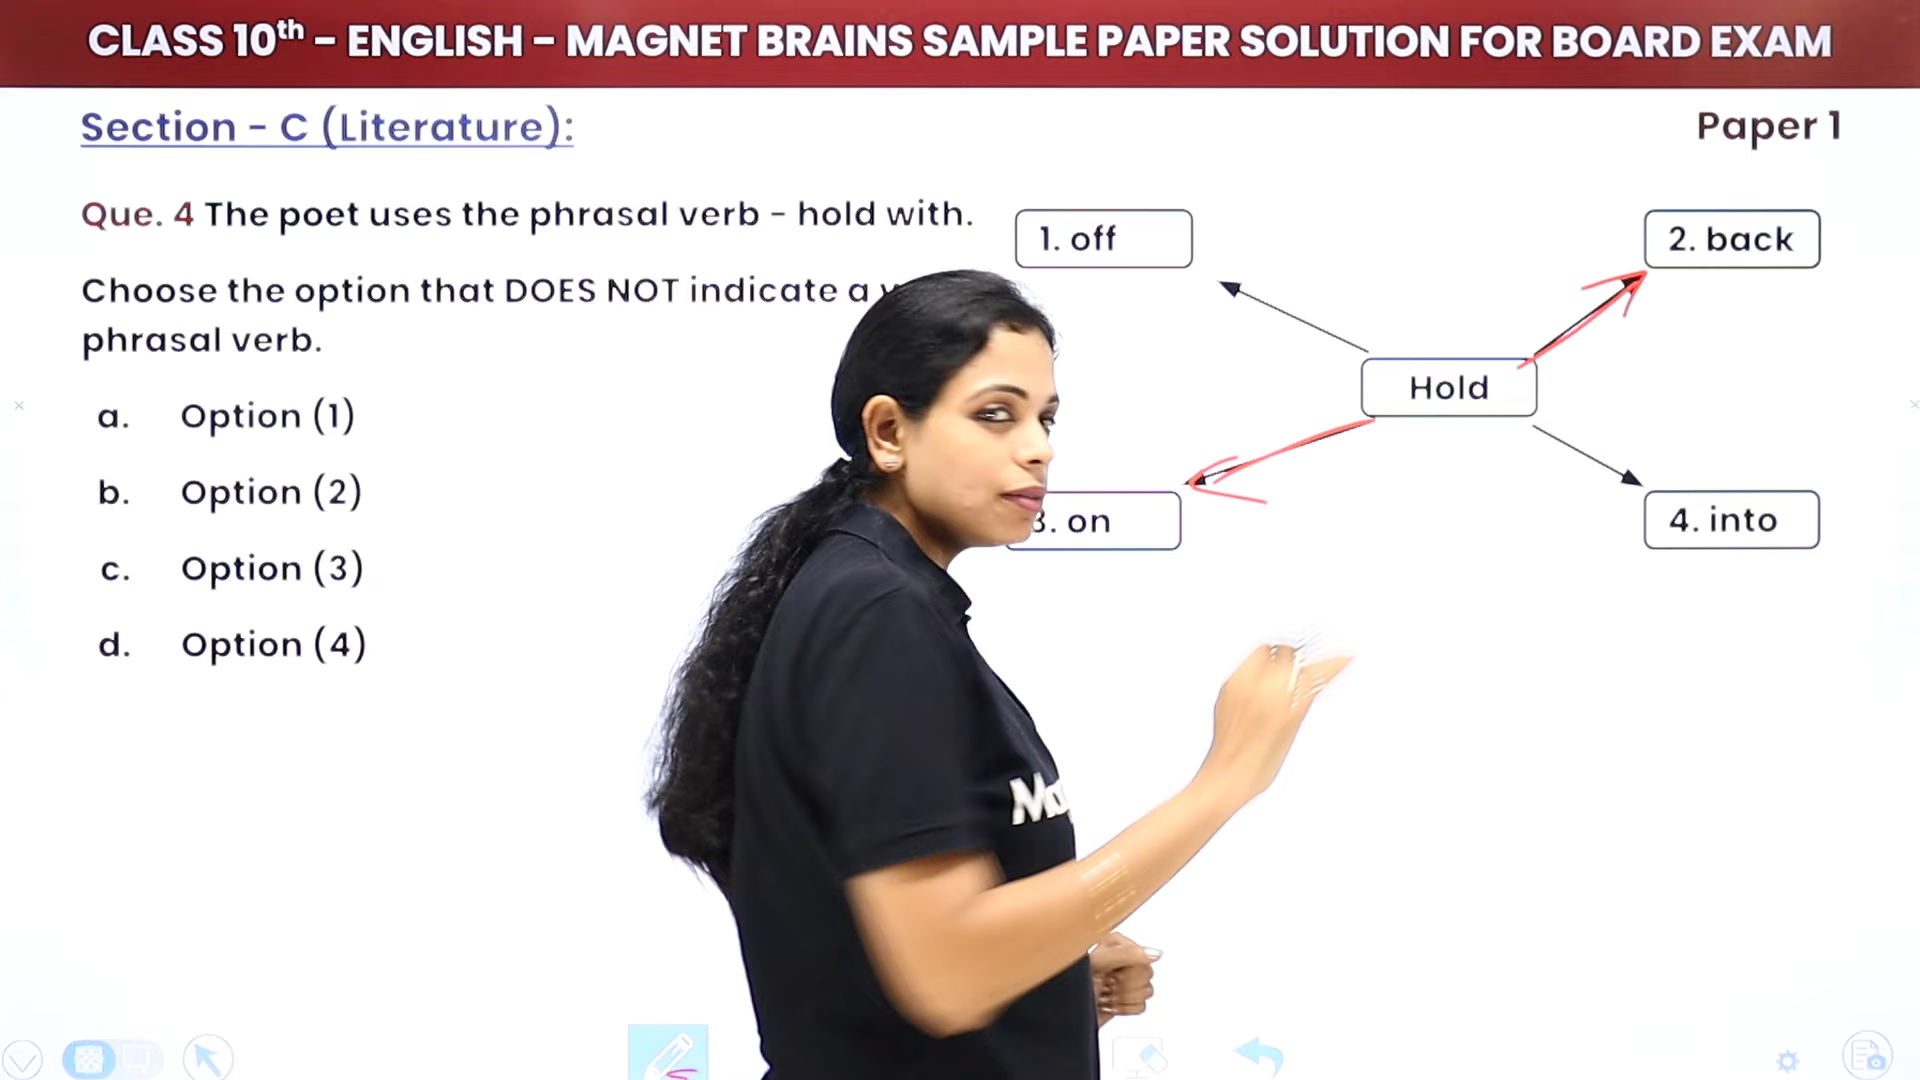 CLASS 10th - ENGLISH - MAGNET BRAINS SAMPLE PAPER SOLUTION FOR BOARD EXAM
Section - C (Literature):
Paper 1
Que. 4 The poet uses the phrasal verb - hold with.
Choose the option that DOES NOT indicate a
phrasal verb.
a. Option (1)
b. Option (2)
c. Option (3)
d. Option (4)
1. off
2. back
Hold
3. on
4. into